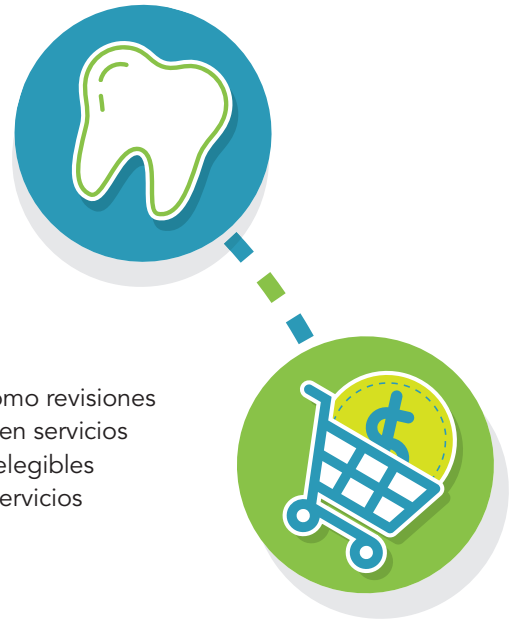 omo revisiones
en servicios
elegibles
ervicios
$